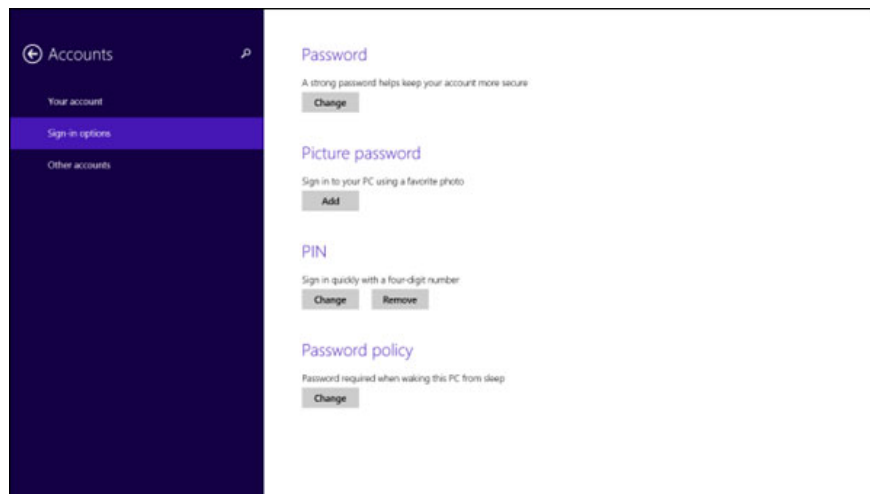 Accounts
Your account
Sign-in options
Other accounts
Password
A strong password helps keep your account more secure
Change
Picture password
Sign in to your PC using a favorite photo
Add
PIN
Sign in quickly with a four-digit number
Change Remove
Password policy
Password required when waking this PC from sleep
Change